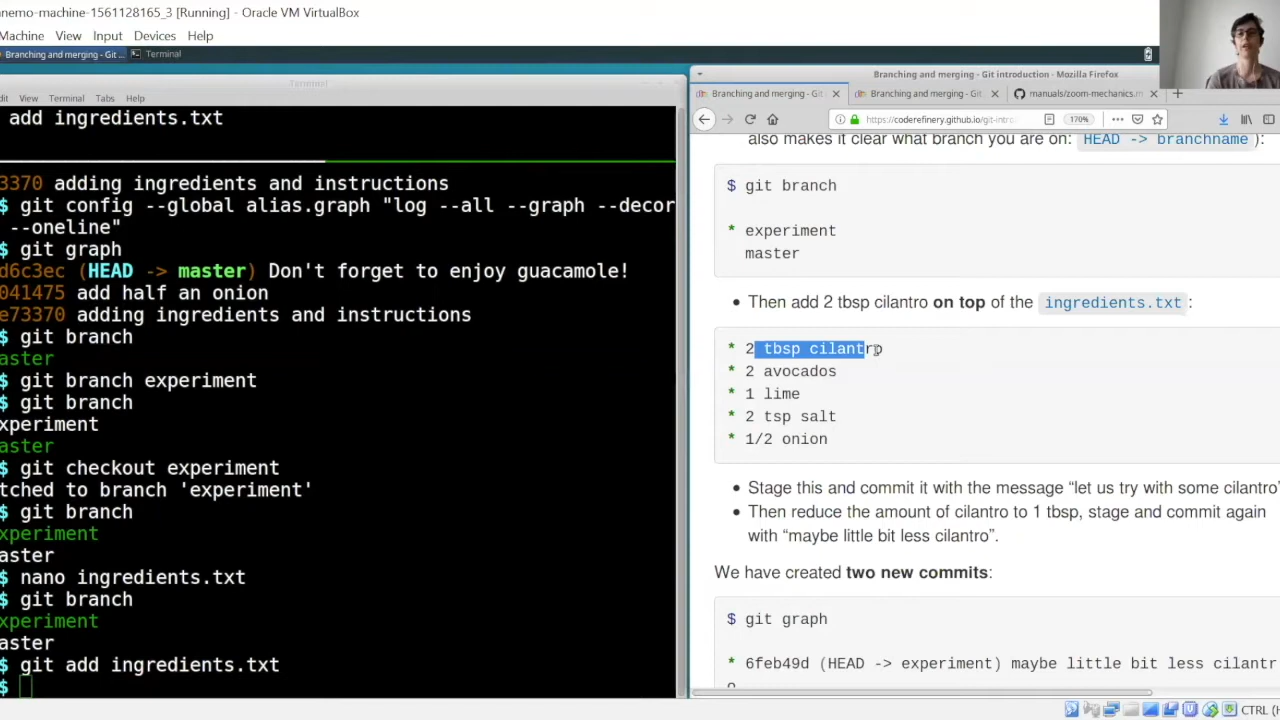 nnemo-machine-1561128165_3 [Running] - Oracle VM VirtualBox
Machine View Input Devices Help
Branching and merging - Git ...
Terminal
Terminal
dit View Terminal Tabs Help
add ingredients.txt
3370 adding ingredients and instructions
$ git config --global alias.graph "log --all --graph --decor
--oneline"
$ git graph
d6c3ec (HEAD -> master) Don't forget to enjoy guacamole!
041475 add half an onion
e73370 adding ingredients and instructions
$ git branch
aster
$ git branch experiment
$ git branch
xperiment
aster
$ git checkout experiment
tched to branch 'experiment'
$ git branch
xperiment
aster
$ nano ingredients.txt
$ git branch
xperiment
aster
$ git add ingredients.txt
$
Branching and merging - Git introduction - Mozilla Firefox
Branching and merging - Git
Branching and merging - Git
manuals/zoom-mechanics.m
https://coderefinery.github.io/git-intro
170%
also makes it clear what branch you are on: HEAD -> branchname ):
$ git branch
* experiment
master
• Then add 2 tbsp cilantro on top of the ingredients.txt :
* 2 tbsp cilantro
* 2 avocados
* 1 lime
* 2 tsp salt
* 1/2 onion
• Stage this and commit it with the message “let us try with some cilantro”
• Then reduce the amount of cilantro to 1 tbsp, stage and commit again
with “maybe little bit less cilantro”.
We have created two new commits:
$ git graph
* 6feb49d (HEAD -> experiment) maybe little bit less cilantr
o
CTRL (